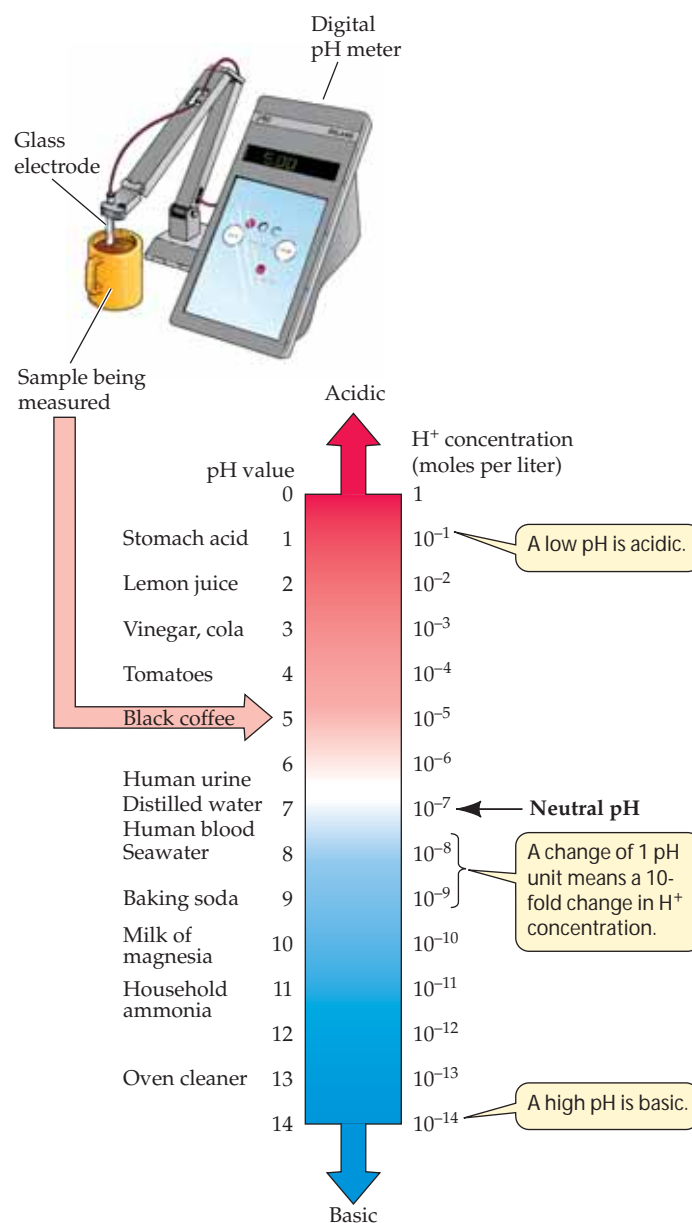 Digital
pH meter
Glass
electrode
5.00
Sample being
measured
Acidic
H⁺ concentration
(moles per liter)
pH value
0 1
Stomach acid 1 10⁻¹ A low pH is acidic.
Lemon juice 2 10⁻²
Vinegar, cola 3 10⁻³
Tomatoes 4 10⁻⁴
Black coffee 5 10⁻⁵
6 10⁻⁶
Human urine
Distilled water 7 10⁻⁷ Neutral pH
Human blood
Seawater 8 10⁻⁸
A change of 1 pH
unit means a 10-
fold change in H⁺
concentration.
Baking soda 9 10⁻⁹
Milk of
magnesia 10 10⁻¹⁰
Household
ammonia 11 10⁻¹¹
12 10⁻¹²
Oven cleaner 13 10⁻¹³
14 10⁻¹⁴ A high pH is basic.
Basic